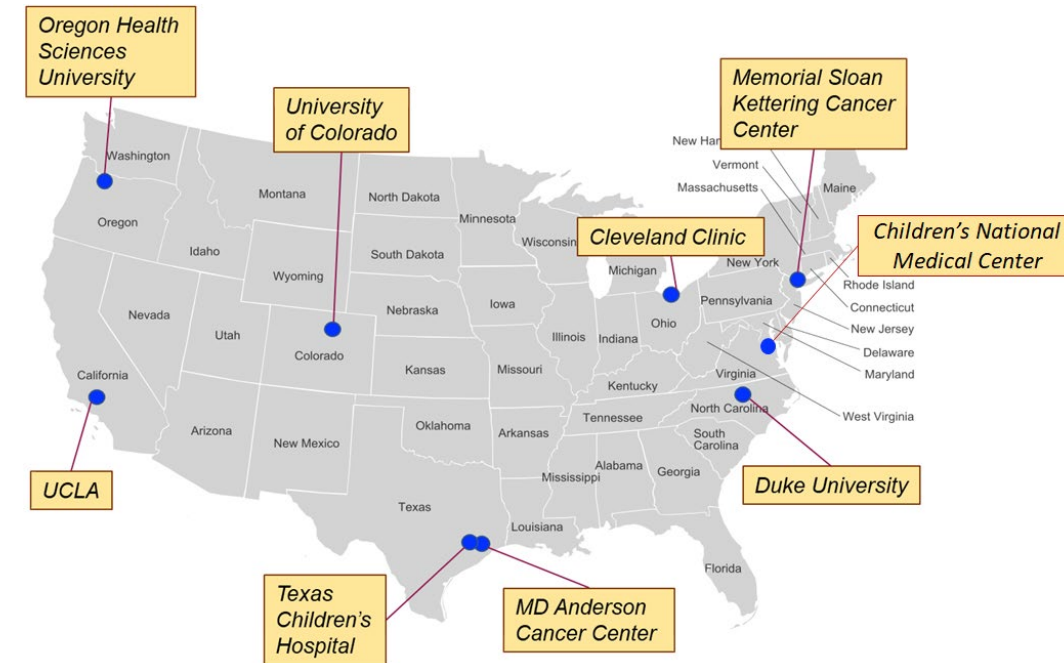 Oregon Health
Sciences
University
University
of Colorado
Memorial Sloan
Kettering Cancer
Center
Cleveland Clinic
Children's National
Medical Center
UCLA
Duke University
Texas
Children's
Hospital
MD Anderson
Cancer Center
Washington
Oregon
Idaho
Montana
North Dakota
Minnesota
South Dakota
Wyoming
Nevada
Utah
California
Colorado
Nebraska
Kansas
Iowa
Wisconsin
Michigan
Illinois
Indiana
Ohio
Missouri
Kentucky
Tennessee
Arizona
New Mexico
Oklahoma
Arkansas
Texas
Louisiana
Mississippi
Alabama
Georgia
Florida
South
Carolina
North Carolina
Virginia
West Virginia
Pennsylvania
New York
Vermont
Massachusetts
Maine
Rhode Island
Connecticut
New Jersey
Delaware
Maryland
New